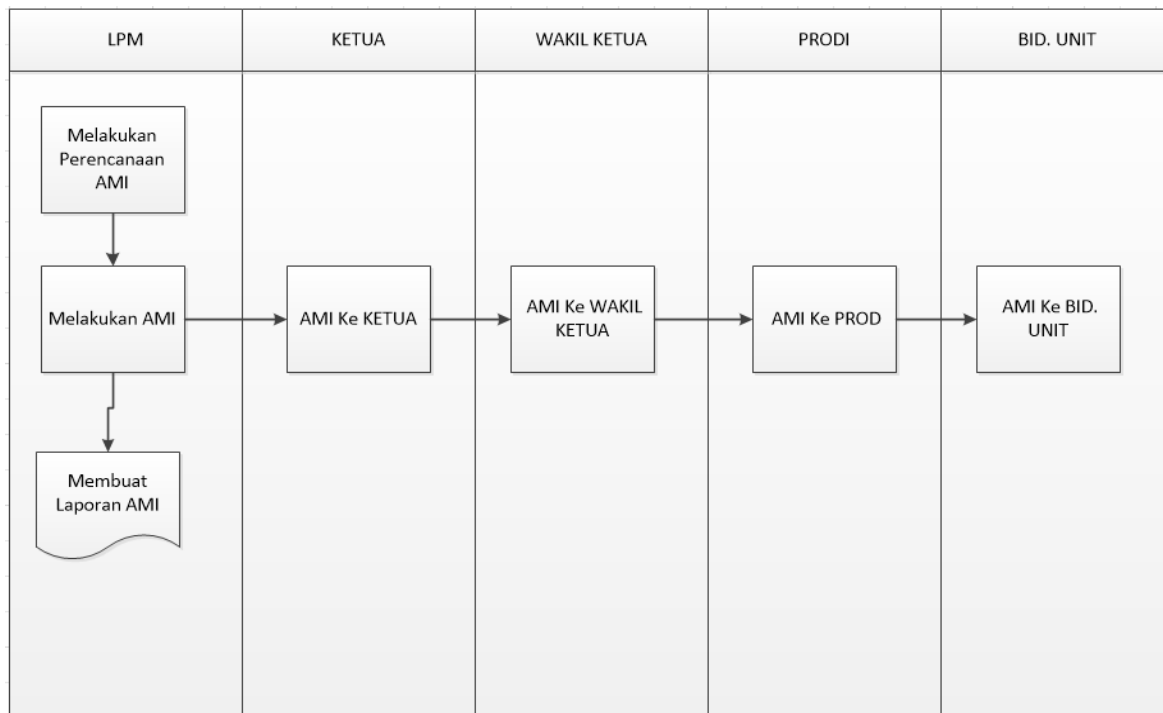 LPM
KETUA
WAKIL KETUA
PRODI
BID. UNIT
Melakukan
Perencanaan
AMI
Melakukan AMI
AMI Ke KETUA
AMI Ke WAKIL
KETUA
AMI Ke PROD
AMI Ke BID.
UNIT
Membuat
Laporan AMI